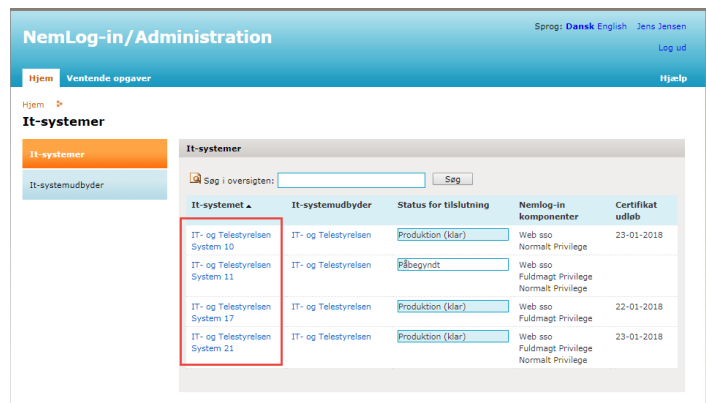 Sprog: Dansk English Jens Jensen
NemLog-in/Administration
Log ud
Hjem Ventende opgaver Hjælp
Hjem
It-systemer
It-systemer
It-systemudbyder
It-systemer
Søg i oversigten: Søg
It-systemet It-systemudbyder Status for tilslutning Nemlog-in komponenter Certifikat udløb
IT- og Telestyrelsen System 10 IT- og Telestyrelsen Produktion (klar) Web sso Normalt Privilege 23-01-2018
IT- og Telestyrelsen System 11 IT- og Telestyrelsen Påbegyndt Web sso Fuldmagt Privilege Normalt Privilege
IT- og Telestyrelsen System 17 IT- og Telestyrelsen Produktion (klar) Web sso Fuldmagt Privilege 22-01-2018
IT- og Telestyrelsen System 21 IT- og Telestyrelsen Produktion (klar) Web sso Fuldmagt Privilege Normalt Privilege 23-01-2018